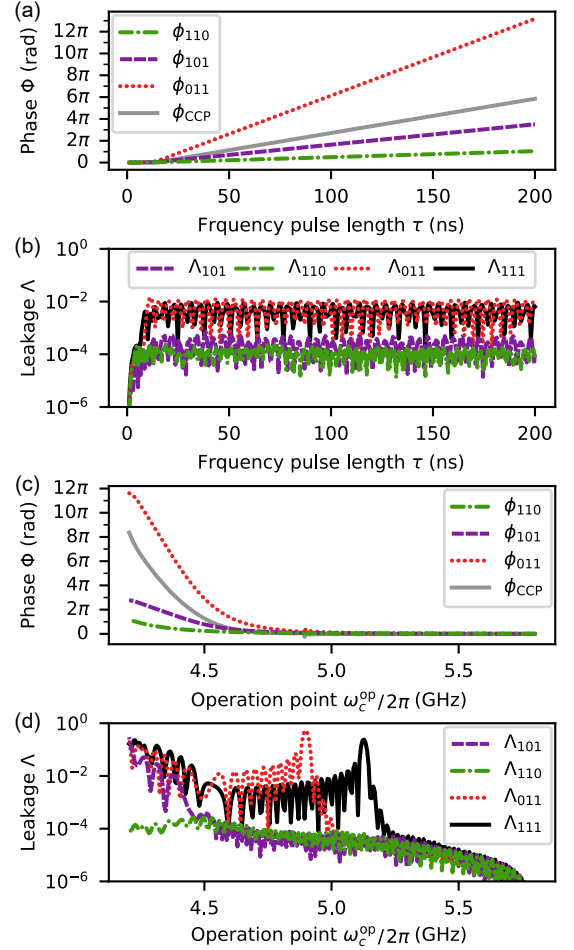 (a)
Phase Φ (rad)
12π
10π
8π
6π
4π
2π
0
ϕ110
ϕ101
ϕ011
ϕCCP
0 50 100 150 200
Frquency pulse length τ (ns)
(b)
Leakage Λ
10^0
10^-2
10^-4
10^-6
Λ101 Λ110 Λ011 Λ111
0 50 100 150 200
Frquency pulse length τ (ns)
(c)
Phase Φ (rad)
12π
10π
8π
6π
4π
2π
0
ϕ110
ϕ101
ϕ011
ϕCCP
4.5 5.0 5.5
Operation point ω_c^op/2π (GHz)
(d)
Leakage Λ
10^0
10^-2
10^-4
10^-6
Λ101
Λ110
Λ011
Λ111
4.5 5.0 5.5
Operation point ω_c^op/2π (GHz)